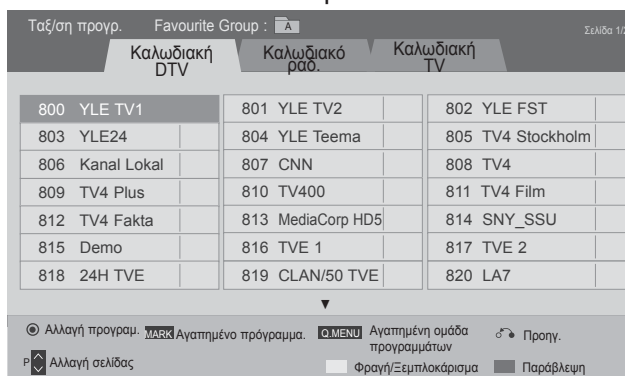 Ταξ/ση προγρ. Favourite Group : A Σελίδα 1/2
Καλωδιακή DTV
Καλωδιακό ραδ.
Καλωδιακή TV
800 YLE TV1 801 YLE TV2 802 YLE FST
803 YLE24 804 YLE Teema 805 TV4 Stockholm
806 Kanal Lokal 807 CNN 808 TV4
809 TV4 Plus 810 TV400 811 TV4 Film
812 TV4 Fakta 813 MediaCorp HD5 814 SNY_SSU
815 Demo 816 TVE 1 817 TVE 2
818 24H TVE 819 CLAN/50 TVE 820 LA7
Αλλαγή προγραμ. MARK Αγαπημένο πρόγραμμα. Q.MENU Αγαπημένη ομάδα προγραμμάτων Προηγ.
P Αλλαγή σελίδας Φραγή/Ξεμπλοκάρισμα Παράβλεψη